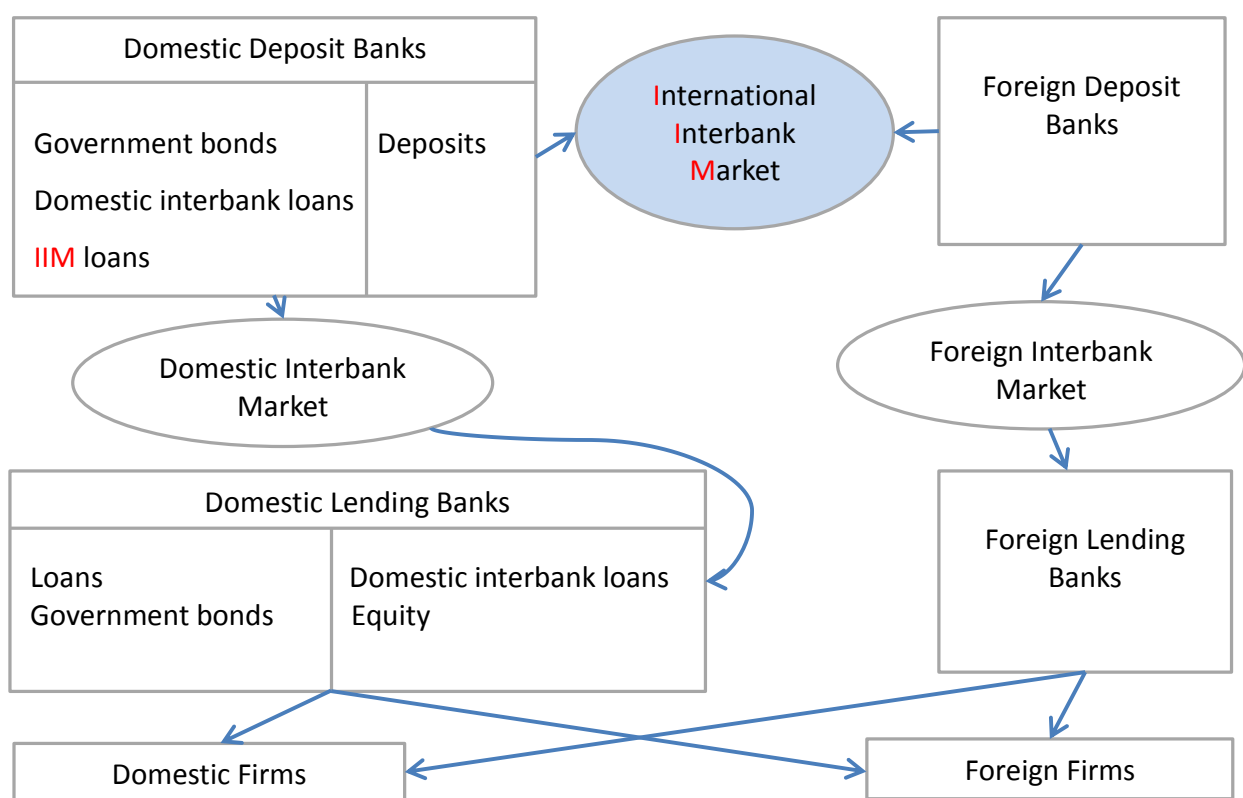 Domestic Deposit Banks
Government bonds
Domestic interbank loans
IIM loans
Deposits
International
Interbank
Market
Foreign Deposit
Banks
Domestic Interbank
Market
Foreign Interbank
Market
Domestic Lending Banks
Loans
Government bonds
Domestic interbank loans
Equity
Foreign Lending
Banks
Domestic Firms
Foreign Firms